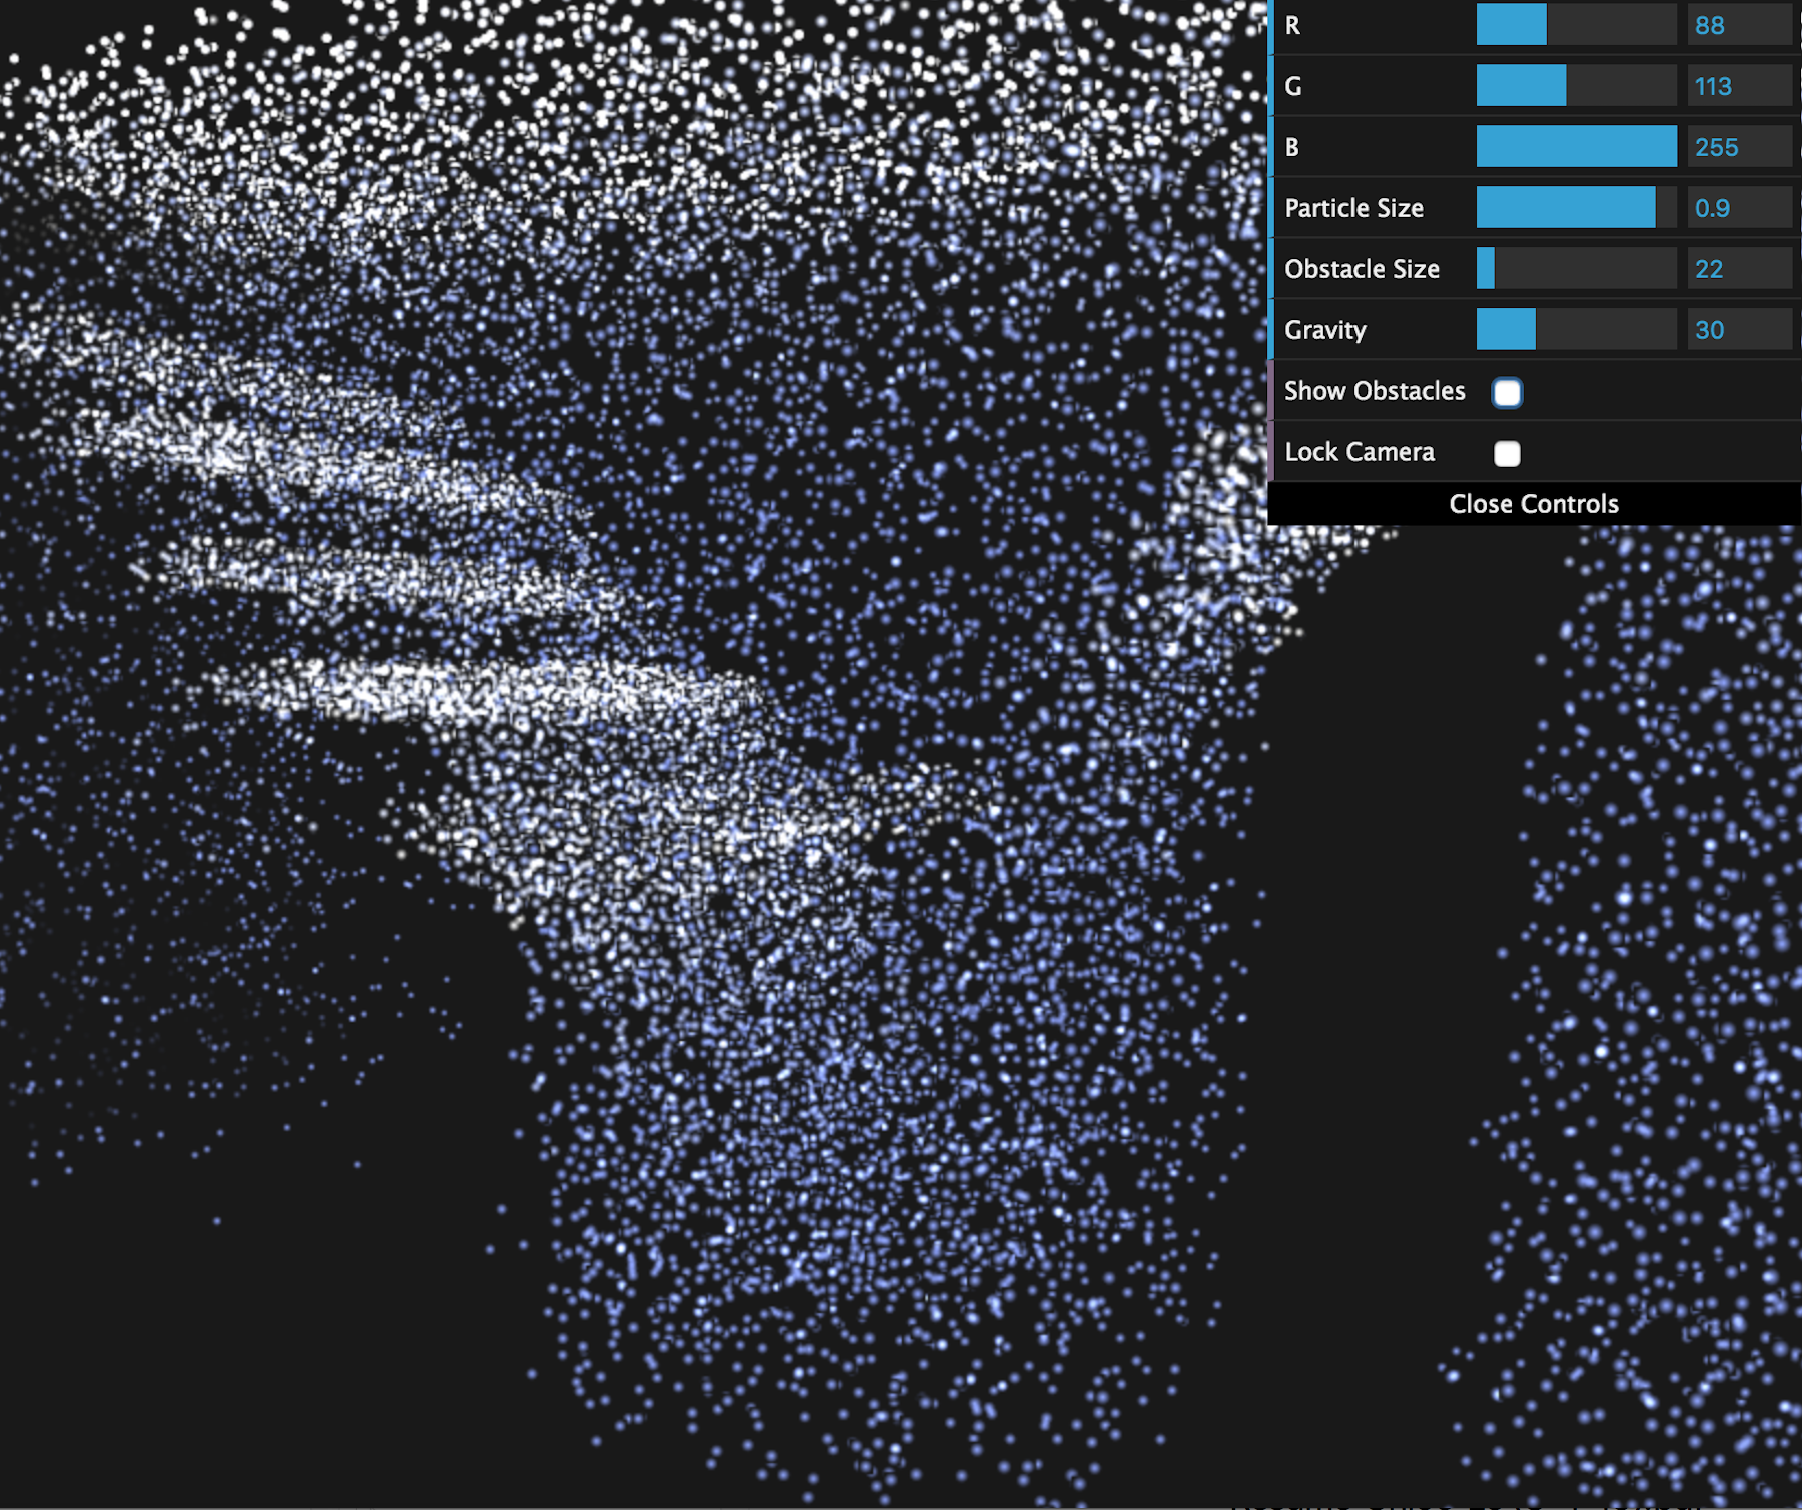 R 88
G 113
B 255
Particle Size 0.9
Obstacle Size 22
Gravity 30
Show Obstacles
Lock Camera
Close Controls